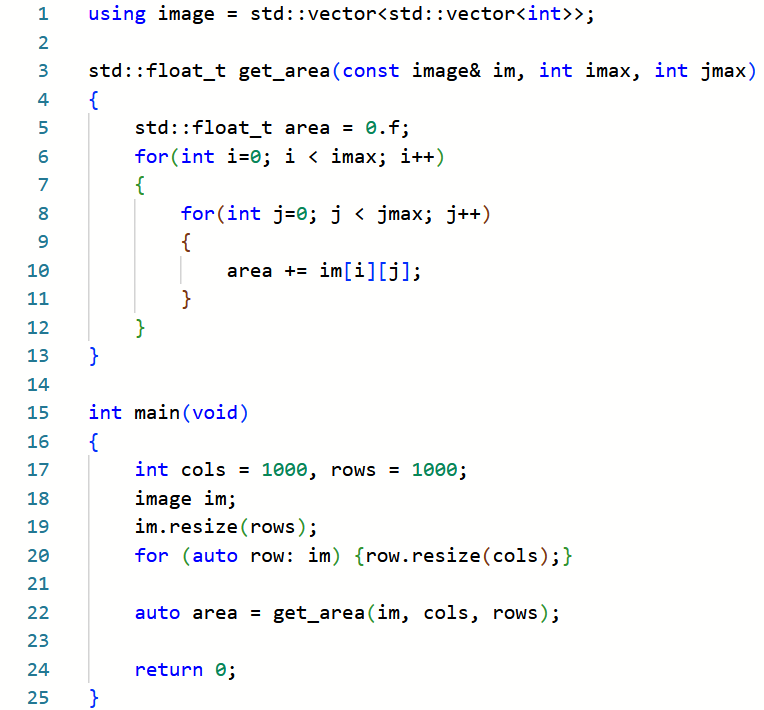 1 using image = std::vector<std::vector<int>>;
2
3 std::float_t get_area(const image& im, int imax, int jmax)
4 {
5     std::float_t area = 0.f;
6     for(int i=0; i < imax; i++)
7     {
8         for(int j=0; j < jmax; j++)
9         {
10             area += im[i][j];
11         }
12     }
13 }
14
15 int main(void)
16 {
17     int cols = 1000, rows = 1000;
18     image im;
19     im.resize(rows);
20     for (auto row: im) {row.resize(cols);}
21
22     auto area = get_area(im, cols, rows);
23
24     return 0;
25 }